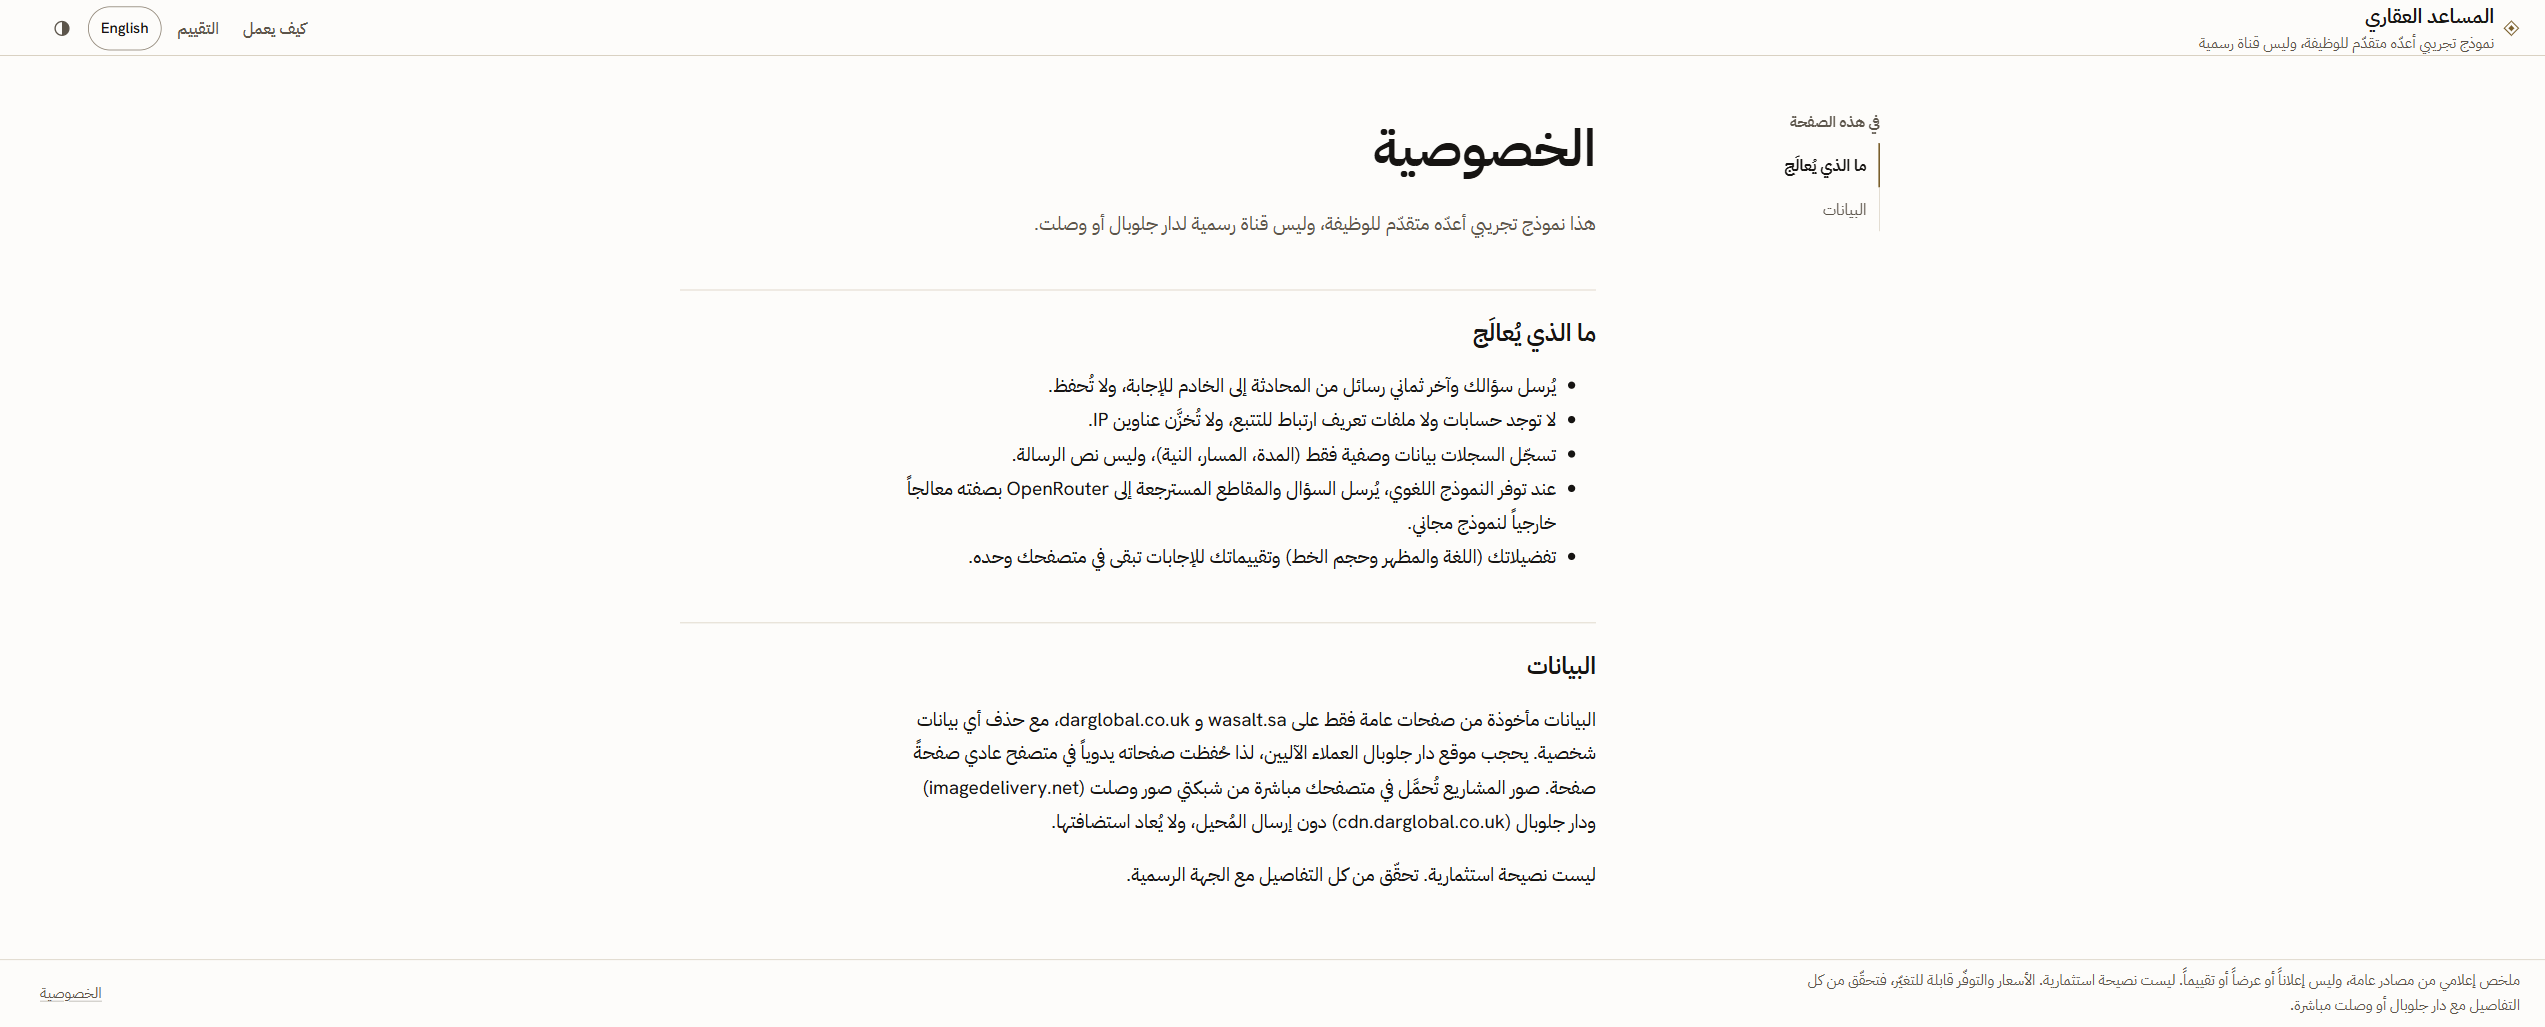 المساعد العقاري
نموذج تجريبي أعدّه متقدّم للوظيفة، وليس قناة رسمية
كيف يعمل
التقييم
English
في هذه الصفحة
ما الذي يُعالَج
البيانات
الخصوصية
هذا نموذج تجريبي أعدّه متقدّم للوظيفة، وليس قناة رسمية لدار جلوبال أو وصلت.
ما الذي يُعالَج
• يُرسل سؤالك وآخر ثماني رسائل من المحادثة إلى الخادم للإجابة، ولا تُحفظ.
• لا توجد حسابات ولا ملفات تعريف ارتباط للتتبع، ولا تُخزَّن عناوين IP.
• تسجّل السجلات بيانات وصفية فقط (المدة، المسار، النية)، وليس نص الرسالة.
• عند توفر النموذج اللغوي، يُرسل السؤال والمقاطع المسترجعة إلى OpenRouter بصفته معالجاً
خارجياً لنموذج مجاني.
• تفضيلاتك (اللغة والمظهر وحجم الخط) وتقييماتك للإجابات تبقى في متصفحك وحده.
البيانات
البيانات مأخوذة من صفحات عامة فقط على wasalt.sa و darglobal.co.uk، مع حذف أي بيانات
شخصية. يحجب موقع دار جلوبال العملاء الآليين، لذا حُفظت صفحاته يدوياً في متصفح عادي صفحةً
صفحة. صور المشاريع تُحمَّل في متصفحك مباشرة من شبكتي صور وصلت (imagedelivery.net)
ودار جلوبال (cdn.darglobal.co.uk) دون إرسال المُحيل، ولا يُعاد استضافتها.
ليست نصيحة استثمارية. تحقّق من كل التفاصيل مع الجهة الرسمية.
ملخص إعلامي من مصادر عامة، وليس إعلاناً أو عرضاً أو تقييماً. ليست نصيحة استثمارية. الأسعار والتوفّر قابلة للتغيّر، فتحقّق من كل
التفاصيل مع دار جلوبال أو وصلت مباشرة.
الخصوصية